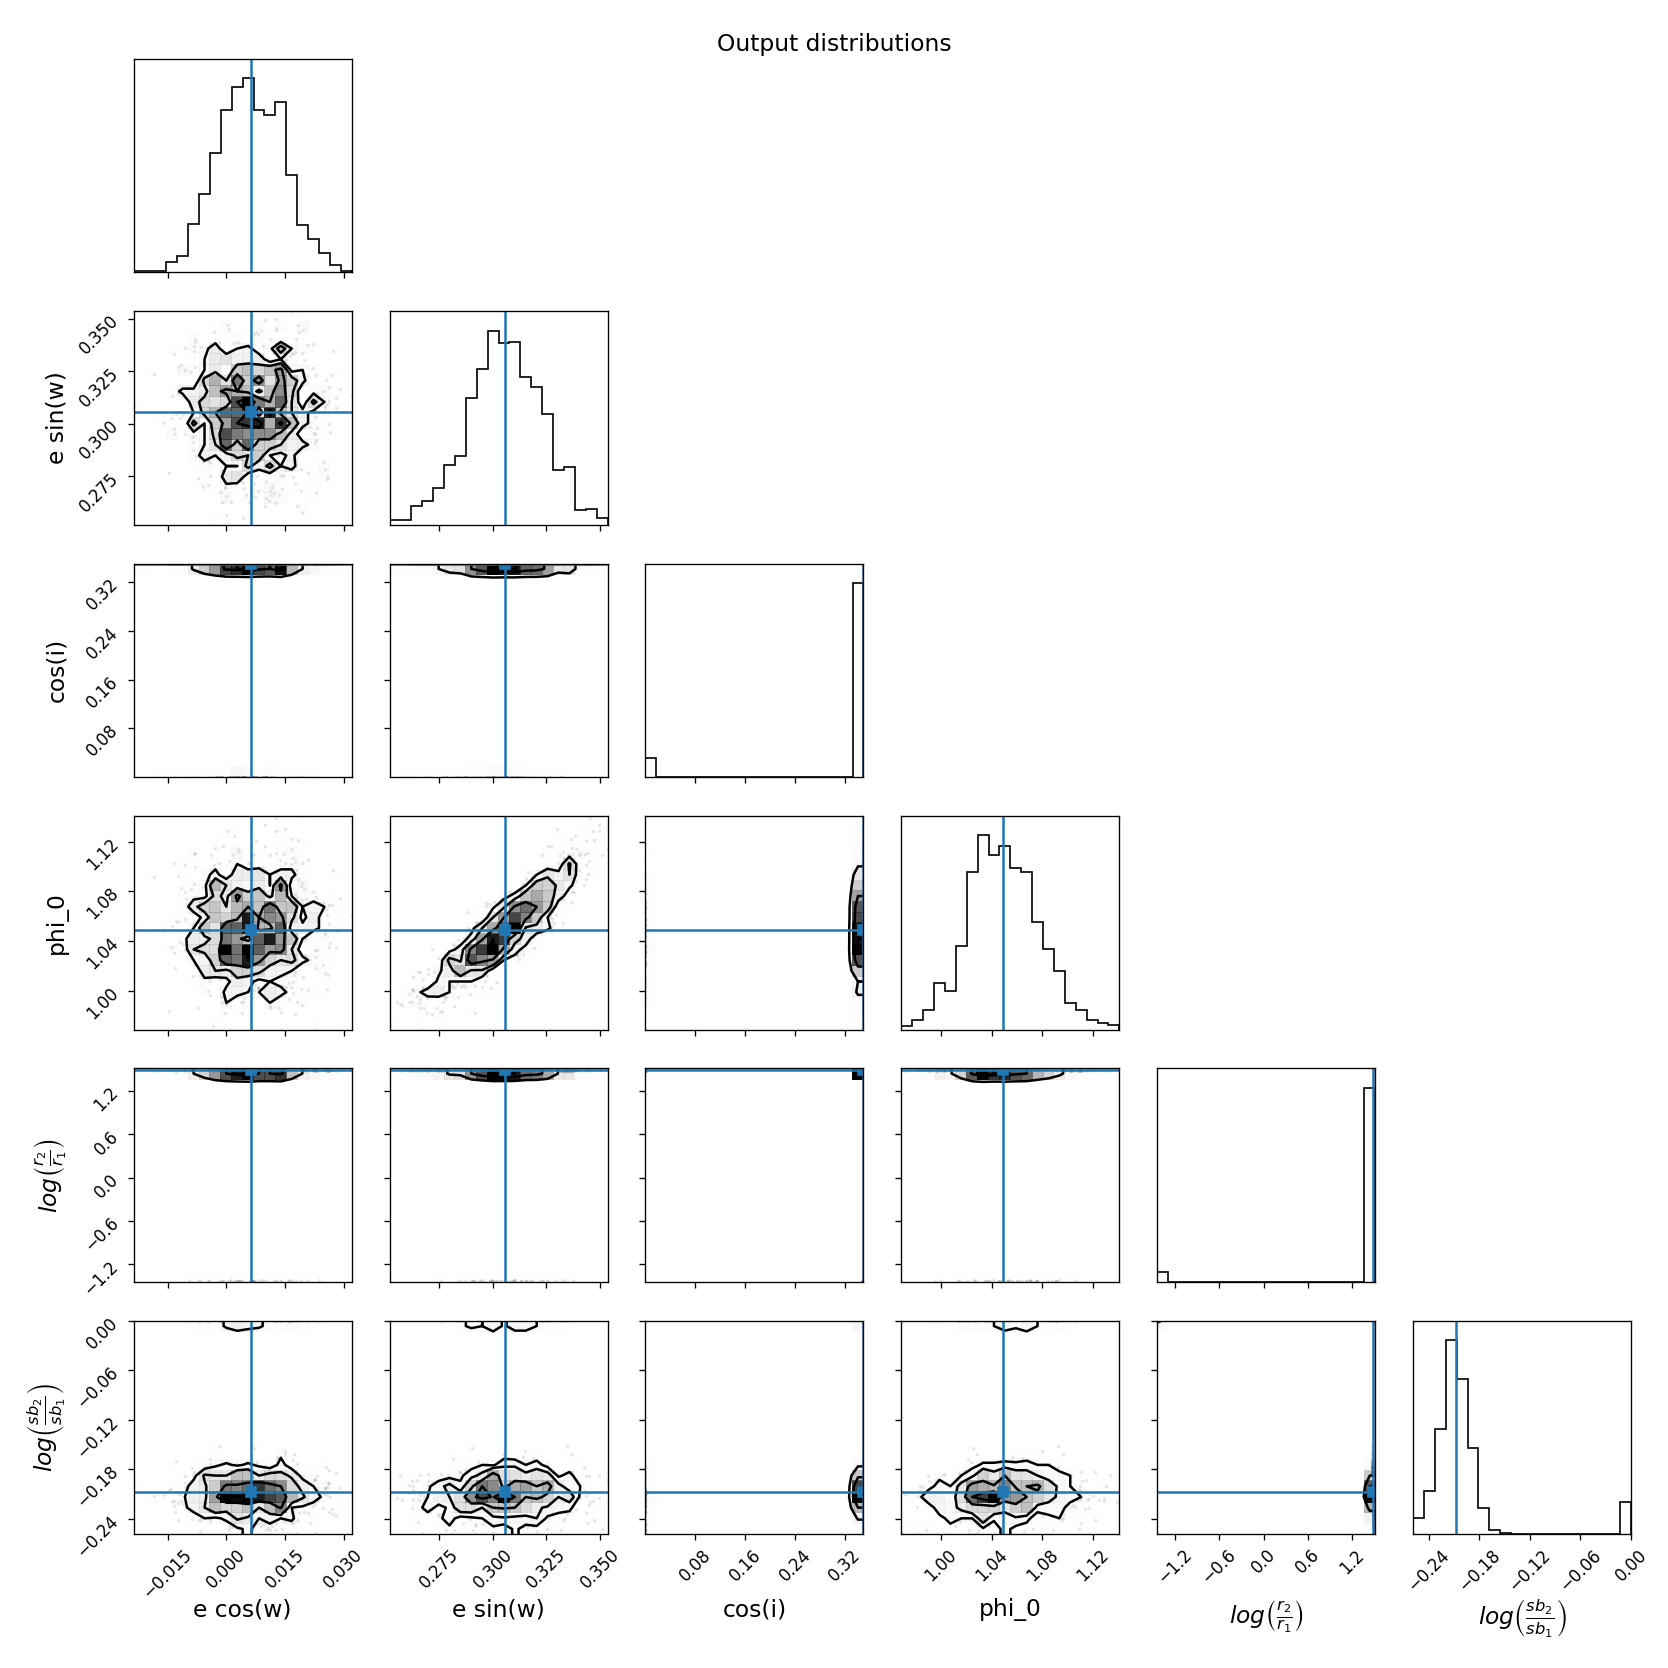 Output distributions
0.350
0.325
0.300
0.275
e sin(w)
0.32
0.24
0.16
0.08
cos(i)
1.12
1.08
1.04
1.00
phi_0
1.2
0.6
0.0
−0.6
−1.2
log(r₂/r₁)
0.00
−0.06
−0.12
−0.18
−0.24
log(sb₂/sb₁)
−0.015 0.000 0.015 0.030
0.275 0.300 0.325 0.350
0.08 0.16 0.24 0.32
1.00 1.04 1.08 1.12
−1.2 −0.6 0.0 0.6 1.2
−0.24 −0.18 −0.12 −0.06 0.00
e cos(w) e sin(w) cos(i) phi_0 log(r₂/r₁) log(sb₂/sb₁)